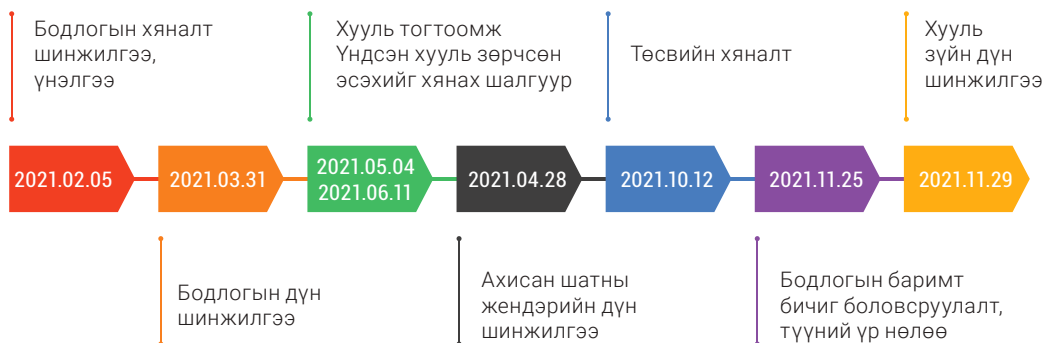 Бодлогын хяналт
шинжилгээ,
үнэлгээ
Хууль тогтоомж
Үндсэн хууль зөрчсөн
эсэхийг хянах шалгуур
Төсвийн хяналт
Хууль
зүйн дүн
шинжилгээ
2021.02.05
2021.03.31
2021.05.04
2021.06.11
2021.04.28
2021.10.12
2021.11.25
2021.11.29
Бодлогын дүн
шинжилгээ
Ахисан шатны
жендэрийн дүн
шинжилгээ
Бодлогын баримт
бичиг боловсруулалт,
түүний үр нөлөө